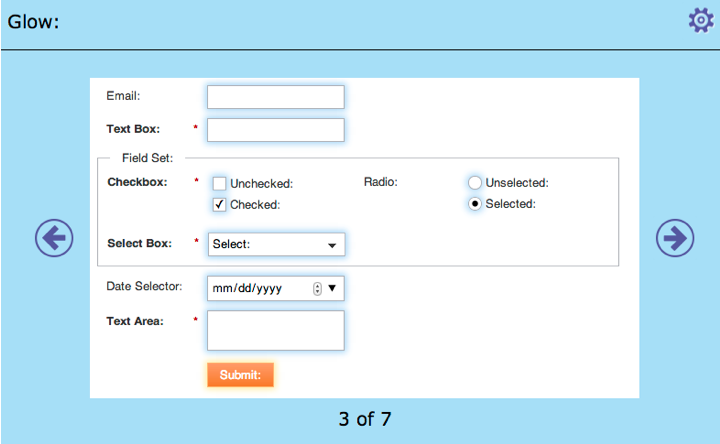 Glow:
Email:
Text Box: *
Field Set:
Checkbox: * Unchecked: Radio: Unselected:
Checked: Selected:
Select Box: * Select:
Date Selector: mm/dd/yyyy
Text Area: *
Submit:
3 of 7